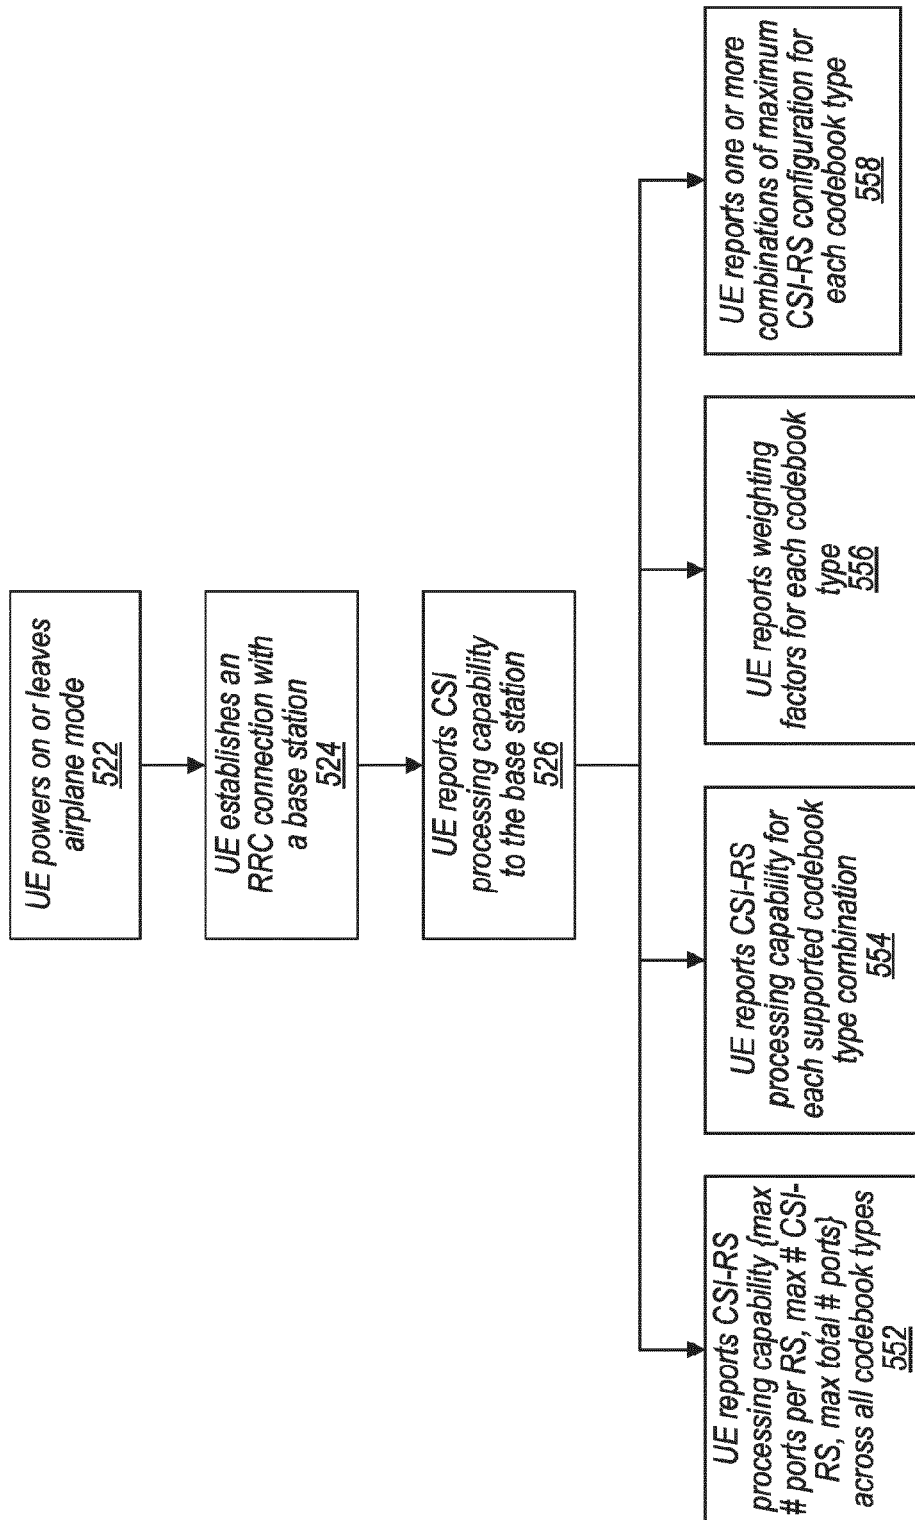 UE powers on or leaves
airplane mode
522
UE establishes an
RRC connection with
a base station
524
UE reports CSI
processing capability
to the base station
526
UE reports CSI-RS
processing capability {max
# ports per RS, max # CSI-
RS, max total # ports}
across all codebook types
552
UE reports CSI-RS
processing capability for
each supported codebook
type combination
554
UE reports weighting
factors for each codebook
type
556
UE reports one or more
combinations of maximum
CSI-RS configuration for
each codebook type
558